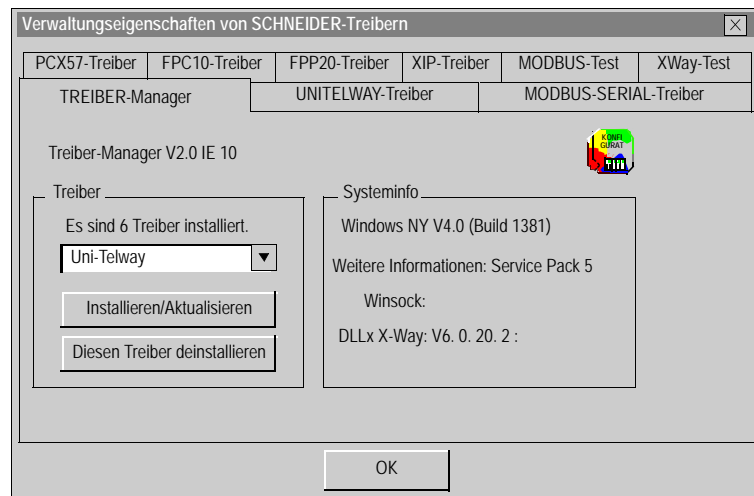 Verwaltungseigenschaften von SCHNEIDER-Treibern
PCX57-Treiber FPC10-Treiber FPP20-Treiber XIP-Treiber MODBUS-Test XWay-Test
TREIBER-Manager UNITELWAY-Treiber MODBUS-SERIAL-Treiber
Treiber-Manager V2.0 IE 10
KONFI
GURAT
Treiber
Es sind 6 Treiber installiert.
Uni-Telway
Installieren/Aktualisieren
Diesen Treiber deinstallieren
Systeminfo
Windows NY V4.0 (Build 1381)
Weitere Informationen: Service Pack 5
Winsock:
DLLx X-Way: V6. 0. 20. 2 :
OK